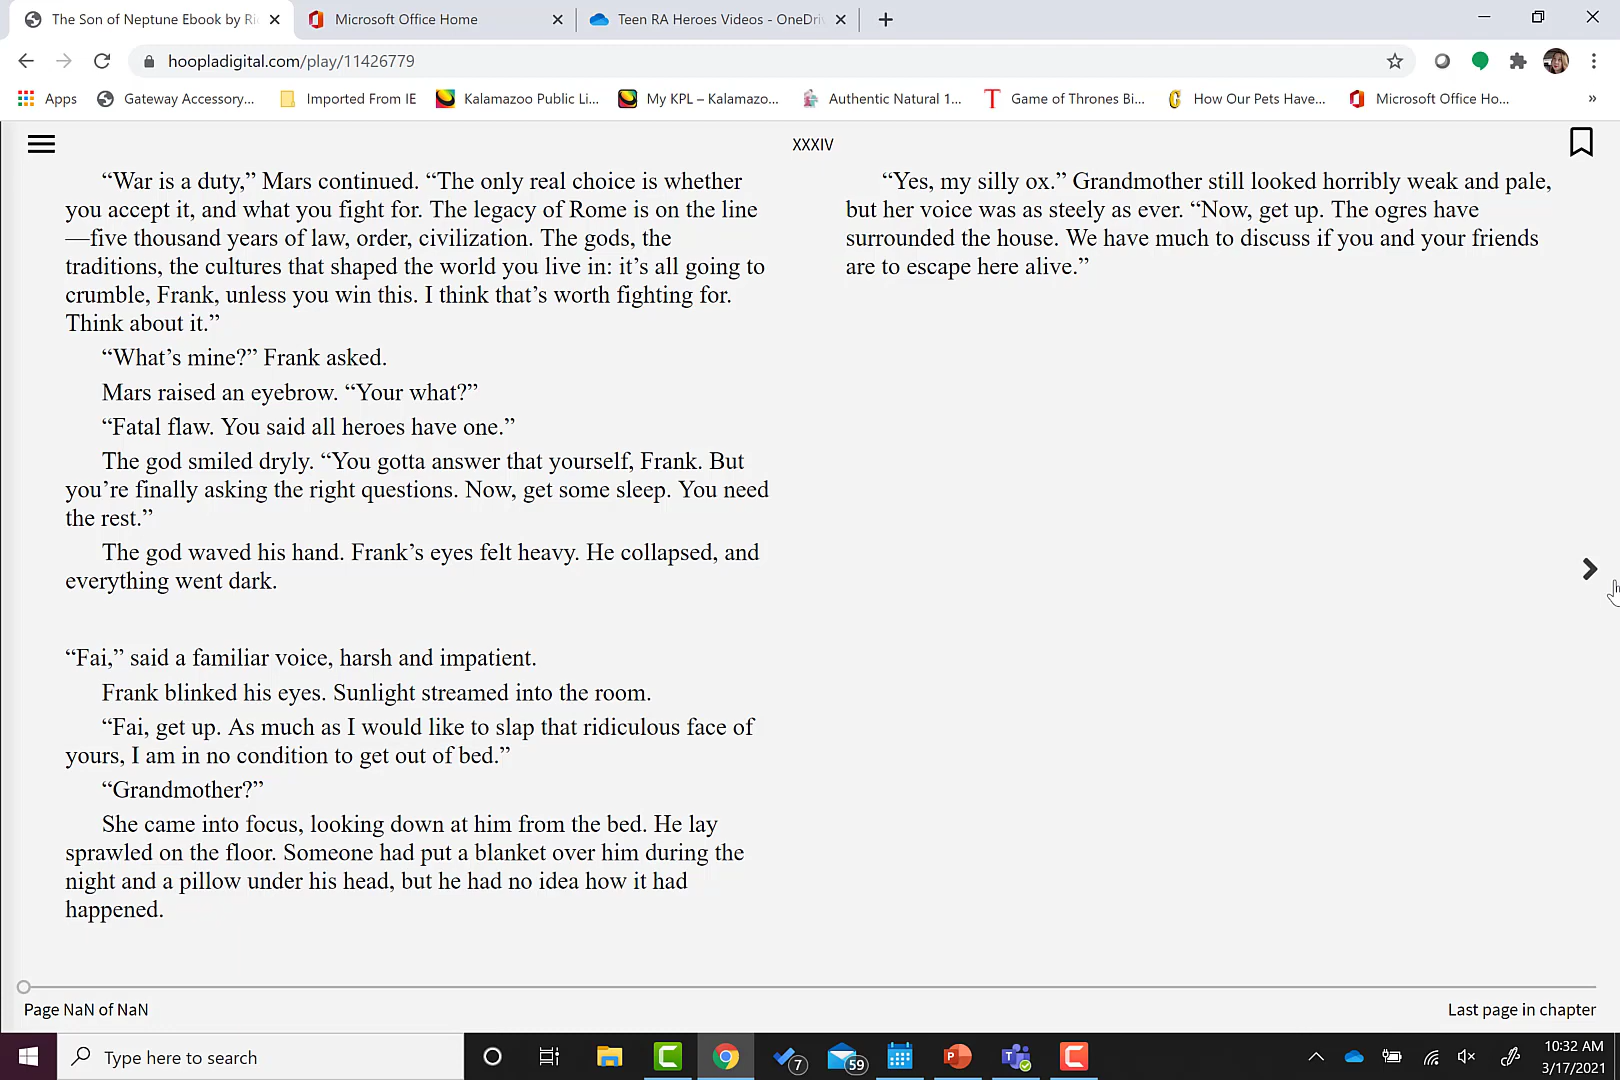 The Son of Neptune Ebook by Ri
Microsoft Office Home
Teen RA Heroes Videos - OneDri
hoopladigital.com/play/11426779
Apps
Gateway Accessory...
Imported From IE
Kalamazoo Public Li...
My KPL – Kalamazo...
Authentic Natural 1...
Game of Thrones Bi...
How Our Pets Have...
Microsoft Office Ho...
»
XXXIV
“War is a duty,” Mars continued. “The only real choice is whether
you accept it, and what you fight for. The legacy of Rome is on the line
—five thousand years of law, order, civilization. The gods, the
traditions, the cultures that shaped the world you live in: it’s all going to
crumble, Frank, unless you win this. I think that’s worth fighting for.
Think about it.”
“What’s mine?” Frank asked.
Mars raised an eyebrow. “Your what?”
“Fatal flaw. You said all heroes have one.”
The god smiled dryly. “You gotta answer that yourself, Frank. But
you’re finally asking the right questions. Now, get some sleep. You need
the rest.”
The god waved his hand. Frank’s eyes felt heavy. He collapsed, and
everything went dark.
“Fai,” said a familiar voice, harsh and impatient.
Frank blinked his eyes. Sunlight streamed into the room.
“Fai, get up. As much as I would like to slap that ridiculous face of
yours, I am in no condition to get out of bed.”
“Grandmother?”
She came into focus, looking down at him from the bed. He lay
sprawled on the floor. Someone had put a blanket over him during the
night and a pillow under his head, but he had no idea how it had
happened.
“Yes, my silly ox.” Grandmother still looked horribly weak and pale,
but her voice was as steely as ever. “Now, get up. The ogres have
surrounded the house. We have much to discuss if you and your friends
are to escape here alive.”
Page NaN of NaN
Last page in chapter
Type here to search
7
59
10:32 AM
3/17/2021